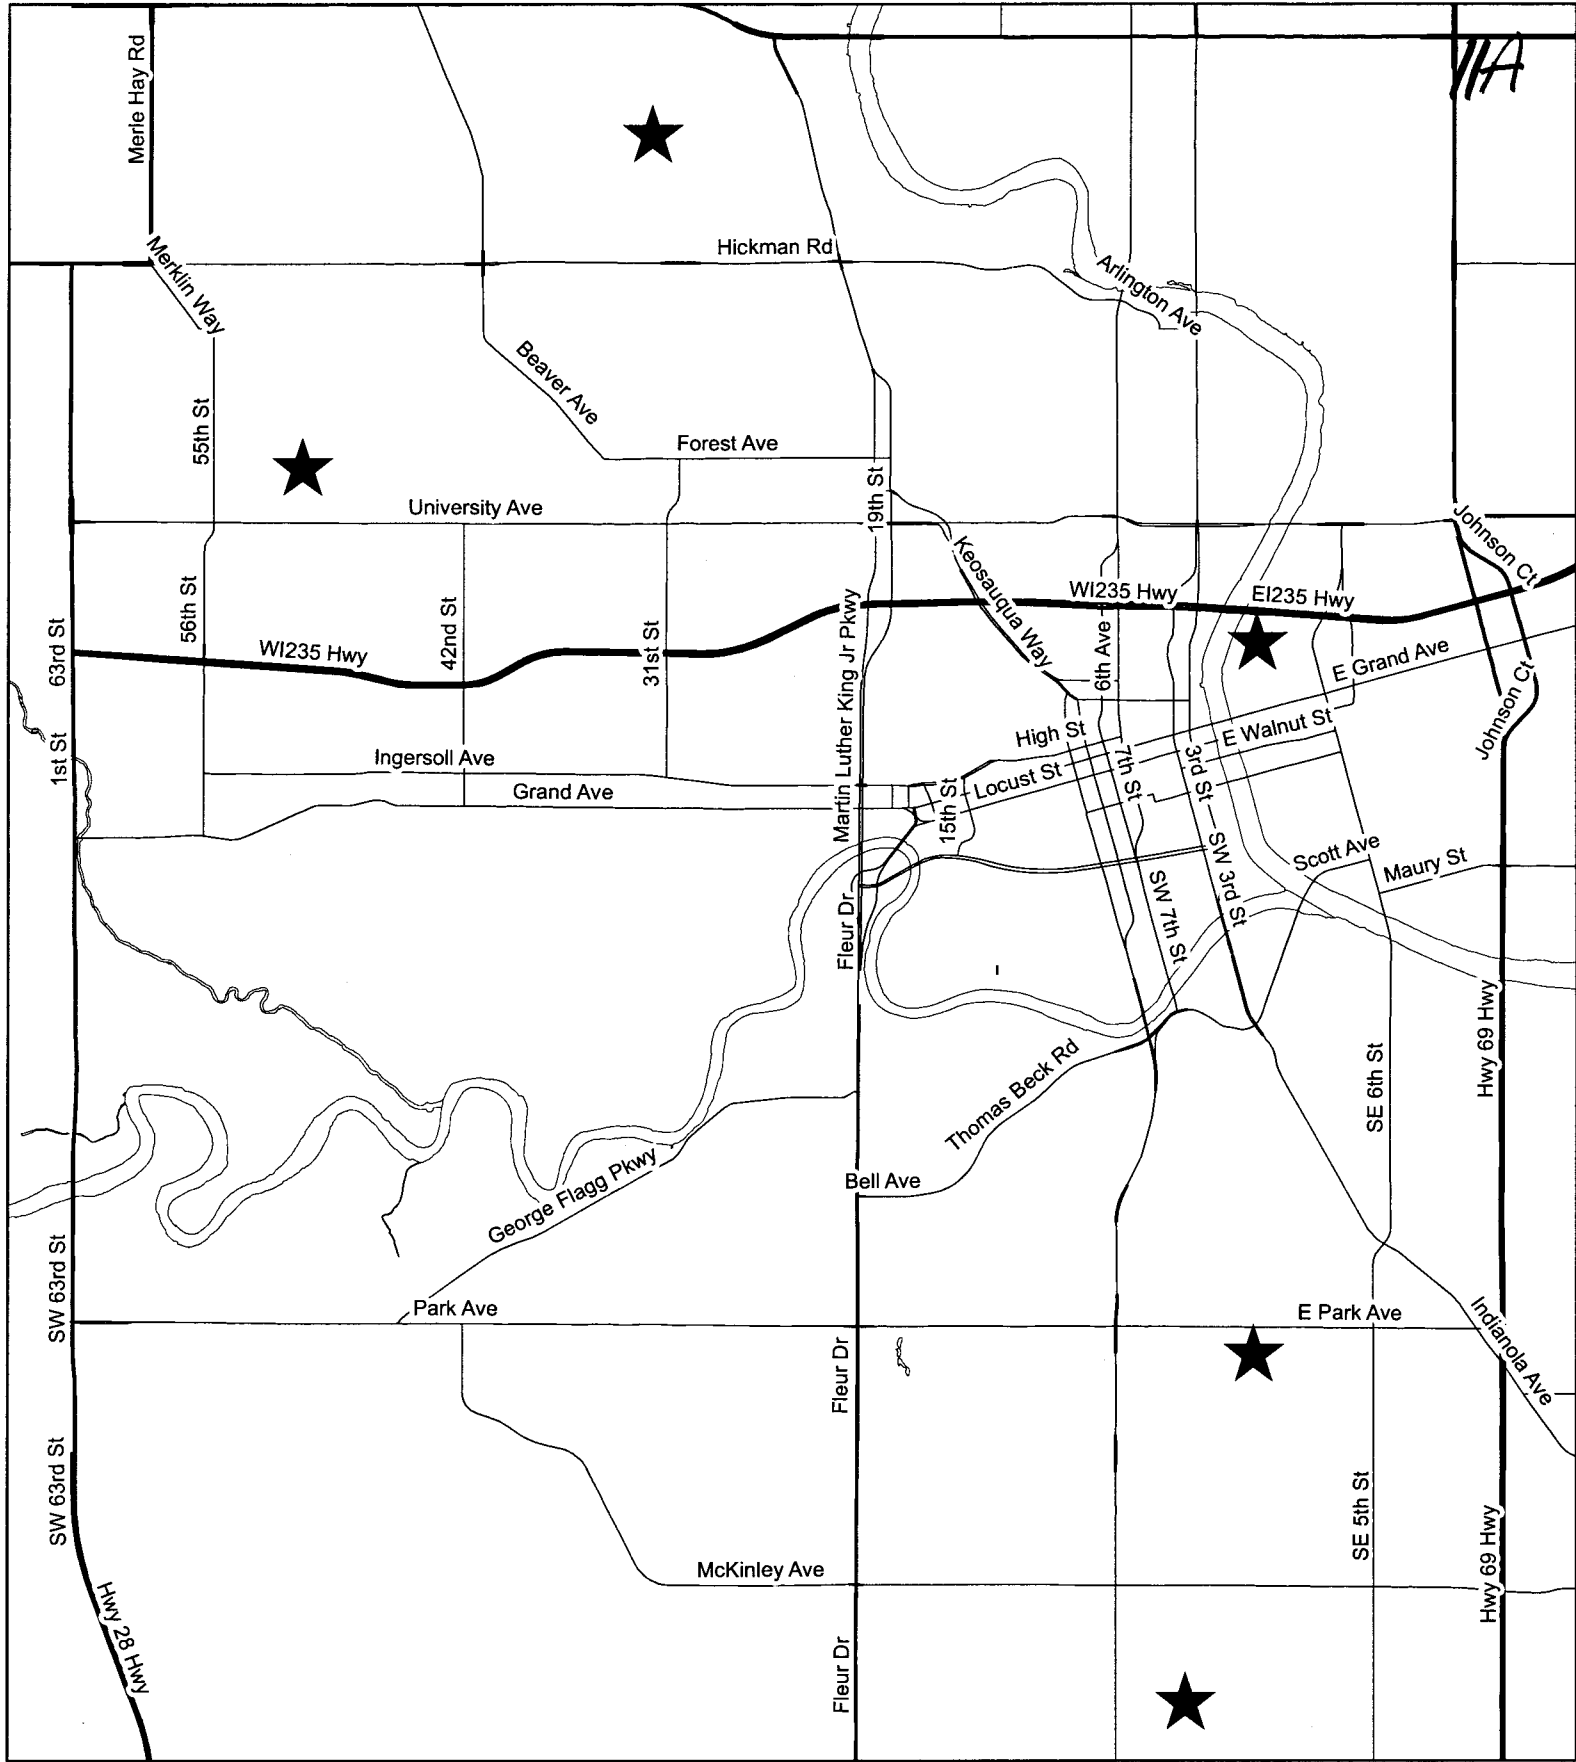 11A
Merle Hay Rd
Hickman Rd
Merklin Way
Arlington Ave
Beaver Ave
55th St
Forest Ave
University Ave
19th St
Johnson Ct
Keosauqua Way
56th St
42nd St
31st St
63rd St
WI235 Hwy
WI235 Hwy
EI235 Hwy
6th Ave
E Grand Ave
Martin Luther King Jr Pkwy
Johnson Ct
1st St
Ingersoll Ave
Grand Ave
High St
E Walnut St
7th St
3rd St
Locust St
15th St
Scott Ave
Maury St
SW 3rd St
SW 7th St
Fleur Dr
Hwy 69 Hwy
Thomas Beck Rd
SE 6th St
George Flagg Pkwy
Bell Ave
SW 63rd St
Park Ave
E Park Ave
Indianola Ave
Fleur Dr
SW 63rd St
SE 5th St
McKinley Ave
Hwy 69 Hwy
Hwy 28 Hwy
Fleur Dr